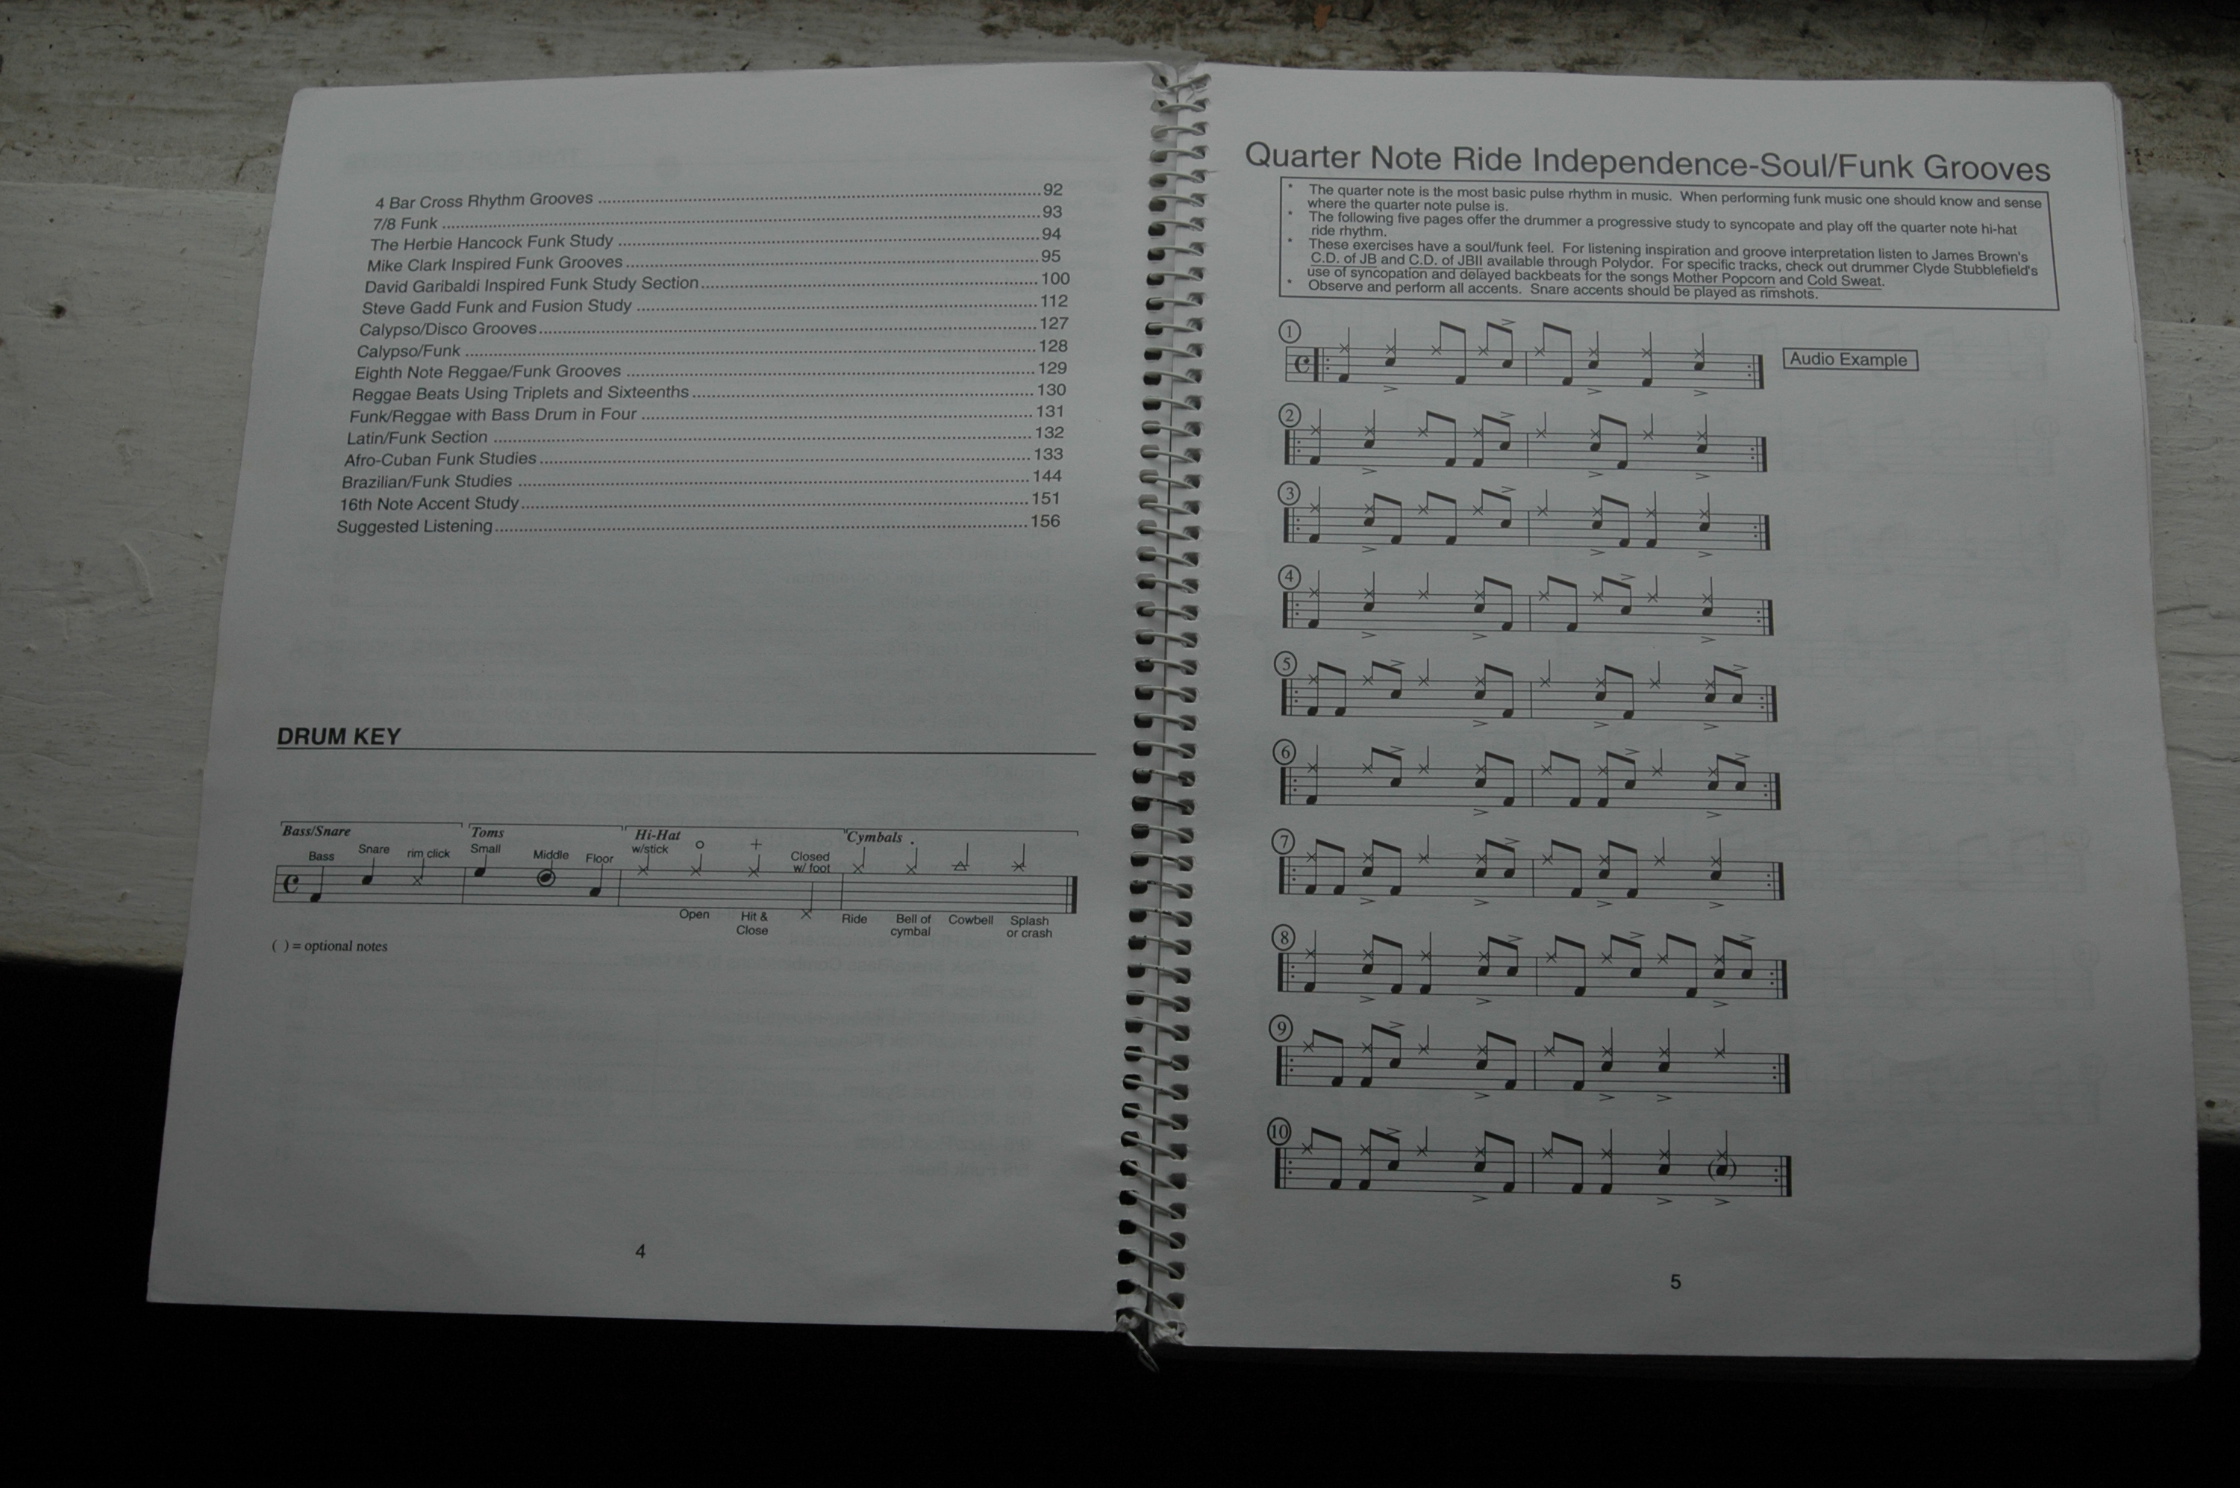 4 Bar Cross Rhythm Grooves ........ 92
7/8 Funk ........ 93
The Herbie Hancock Funk Study ........ 94
Mike Clark Inspired Funk Grooves ........ 95
David Garibaldi Inspired Funk Study Section ........ 100
Steve Gadd Funk and Fusion Study ........ 112
Calypso/Disco Grooves ........ 127
Calypso/Funk ........ 128
Eighth Note Reggae/Funk Grooves ........ 129
Reggae Beats Using Triplets and Sixteenths ........ 130
Funk/Reggae with Bass Drum in Four ........ 131
Latin/Funk Section ........ 132
Afro-Cuban Funk Studies ........ 133
Brazilian/Funk Studies ........ 144
16th Note Accent Study ........ 151
Suggested Listening ........ 156
DRUM KEY
Bass/Snare Toms Hi-Hat Cymbals
Bass Snare rim click Small Middle Floor w/stick Closed
w/ foot
Open Hit & Ride Bell of Cowbell Splash
Close cymbal or crash
( ) = optional notes
4
Quarter Note Ride Independence-Soul/Funk Grooves
* The quarter note is the most basic pulse rhythm in music. When performing funk music one should know and sense
where the quarter note pulse is.
* The following five pages offer the drummer a progressive study to syncopate and play off the quarter note hi-hat
ride rhythm.
* These exercises have a soul/funk feel. For listening inspiration and groove interpretation listen to James Brown's
C.D. of JB and C.D. of JBII available through Polydor. For specific tracks, check out drummer Clyde Stubblefield's
use of syncopation and delayed backbeats for the songs Mother Popcorn and Cold Sweat.
* Observe and perform all accents. Snare accents should be played as rimshots.
1
Audio Example
2
3
4
5
6
7
8
9
10
5